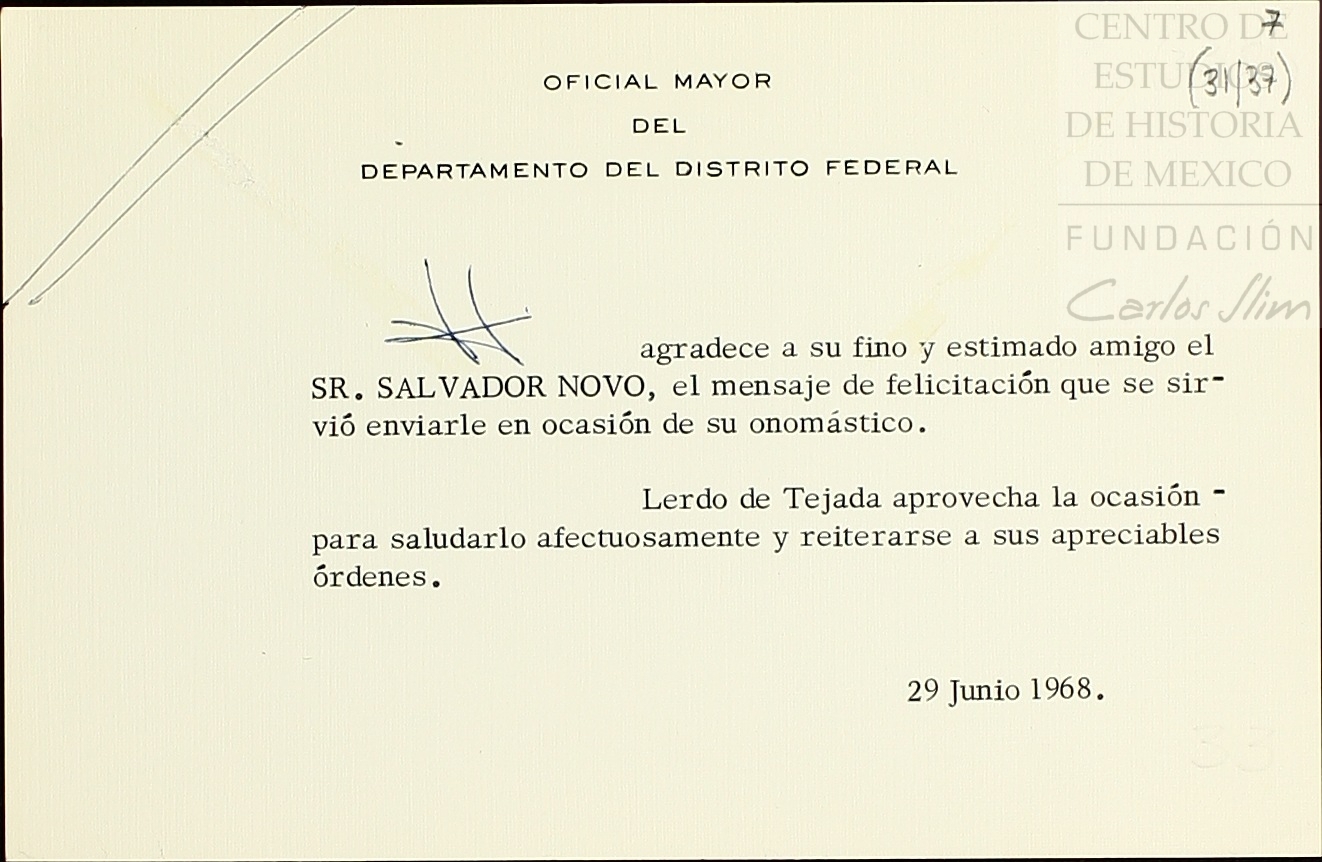 CENTRO DE
ESTUDIOS
DE HISTORIA
DE MEXICO
FUNDACIÓN
Carlos Slim
7
(31/37)
OFICIAL MAYOR
DEL
DEPARTAMENTO DEL DISTRITO FEDERAL
agradece a su fino y estimado amigo el
SR. SALVADOR NOVO, el mensaje de felicitación que se sir-
vió enviarle en ocasión de su onomástico.
Lerdo de Tejada aprovecha la ocasión -
para saludarlo afectuosamente y reiterarse a sus apreciables
órdenes.
29 Junio 1968.
33